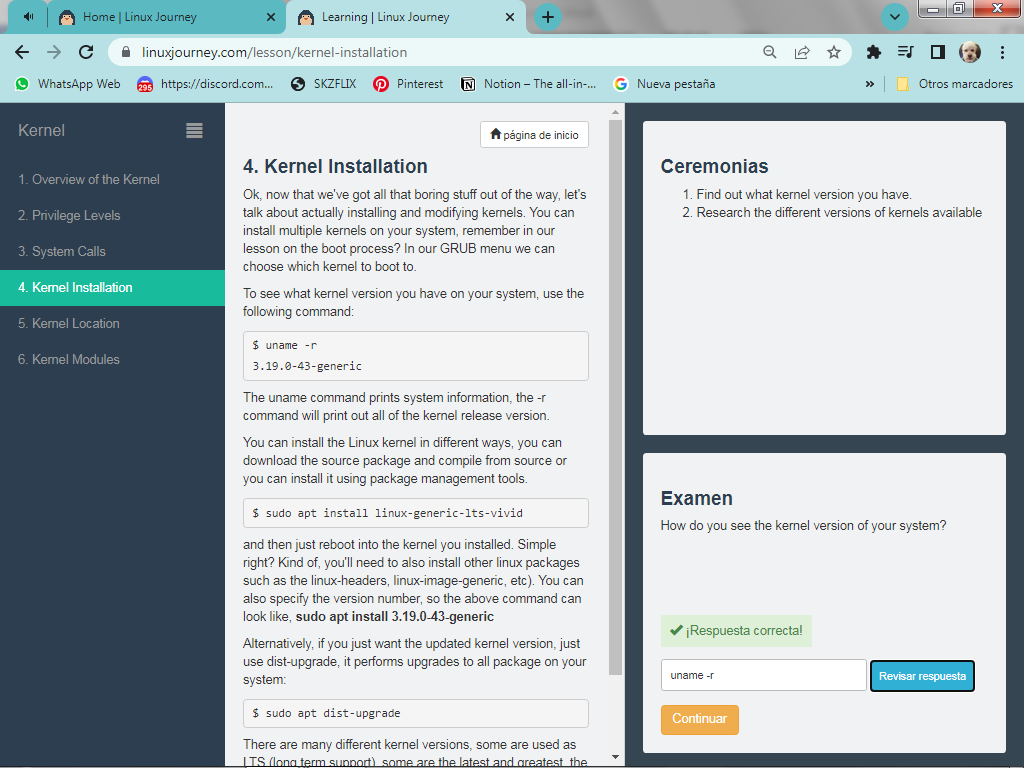 Home | Linux Journey
Learning | Linux Journey
linuxjourney.com/lesson/kernel-installation
WhatsApp Web
295
https://discord.com...
SKZFLIX
Pinterest
Notion – The all-in-...
Nueva pestaña
»
Otros marcadores
Kernel
1. Overview of the Kernel
2. Privilege Levels
3. System Calls
4. Kernel Installation
5. Kernel Location
6. Kernel Modules
página de inicio
4. Kernel Installation
Ok, now that we've got all that boring stuff out of the way, let's
talk about actually installing and modifying kernels. You can
install multiple kernels on your system, remember in our
lesson on the boot process? In our GRUB menu we can
choose which kernel to boot to.
To see what kernel version you have on your system, use the
following command:
$ uname -r
3.19.0-43-generic
The uname command prints system information, the -r
command will print out all of the kernel release version.
You can install the Linux kernel in different ways, you can
download the source package and compile from source or
you can install it using package management tools.
$ sudo apt install linux-generic-lts-vivid
and then just reboot into the kernel you installed. Simple
right? Kind of, you'll need to also install other linux packages
such as the linux-headers, linux-image-generic, etc). You can
also specify the version number, so the above command can
look like, sudo apt install 3.19.0-43-generic
Alternatively, if you just want the updated kernel version, just
use dist-upgrade, it performs upgrades to all package on your
system:
$ sudo apt dist-upgrade
There are many different kernel versions, some are used as
LTS (long term support), some are the latest and greatest, the
Ceremonias
1. Find out what kernel version you have.
2. Research the different versions of kernels available
Examen
How do you see the kernel version of your system?
¡Respuesta correcta!
uname -r
Revisar respuesta
Continuar